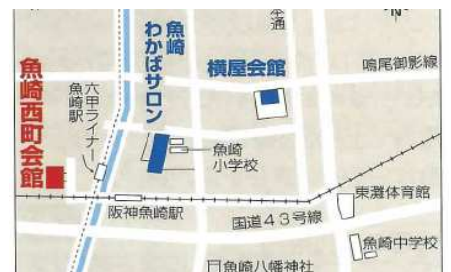 本通
魚崎
わかばサロン
横屋会館
鳴尾御影線
魚崎西町会館
六甲ライナー
魚崎駅
魚崎
小学校
阪神魚崎駅
東灘体育館
国道43号線
魚崎中学校
魚崎八幡神社